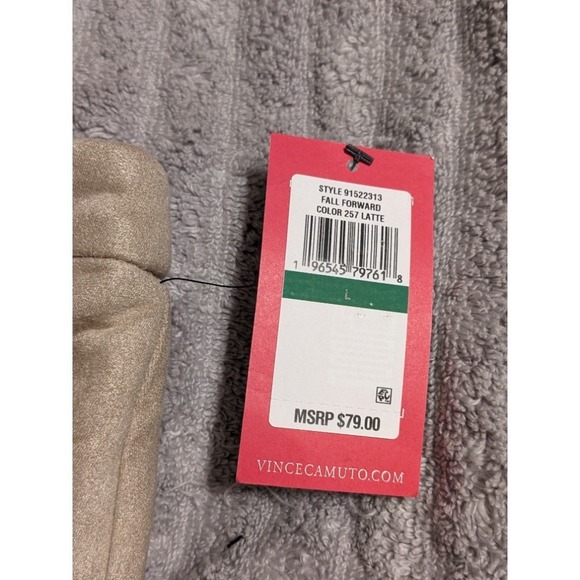 STYLE 91522313
FALL FORWARD
COLOR 257 LATTE
1 96545 79761 8
L
MSRP $79.00
VINCECAMUTO.COM